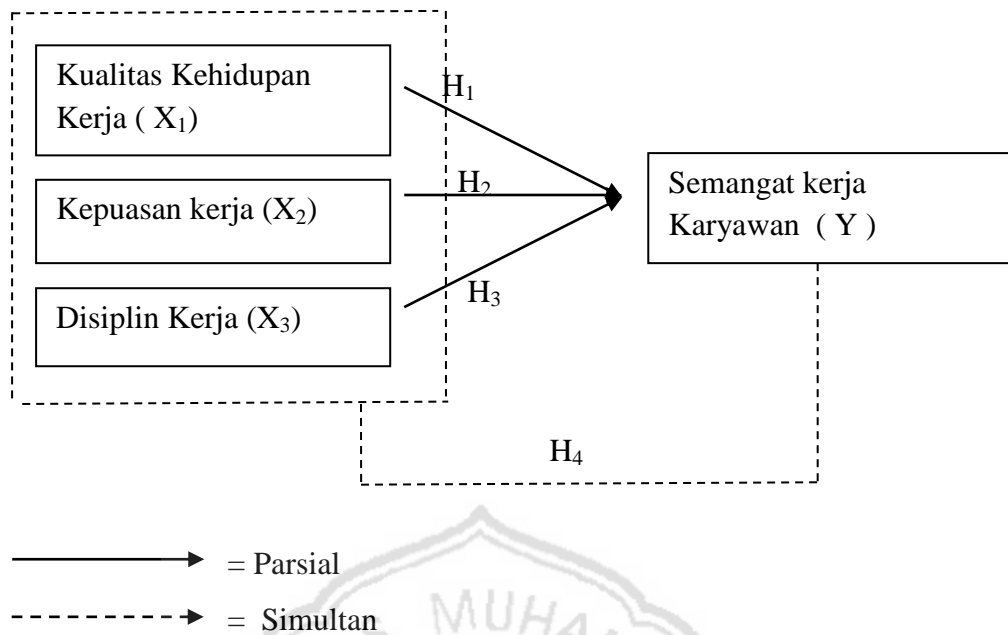 Kualitas Kehidupan
Kerja ( X₁)
H₁
Kepuasan kerja (X₂)
H₂
Semangat kerja
Karyawan ( Y )
Disiplin Kerja (X₃)
H₃
H₄
= Parsial
= Simultan